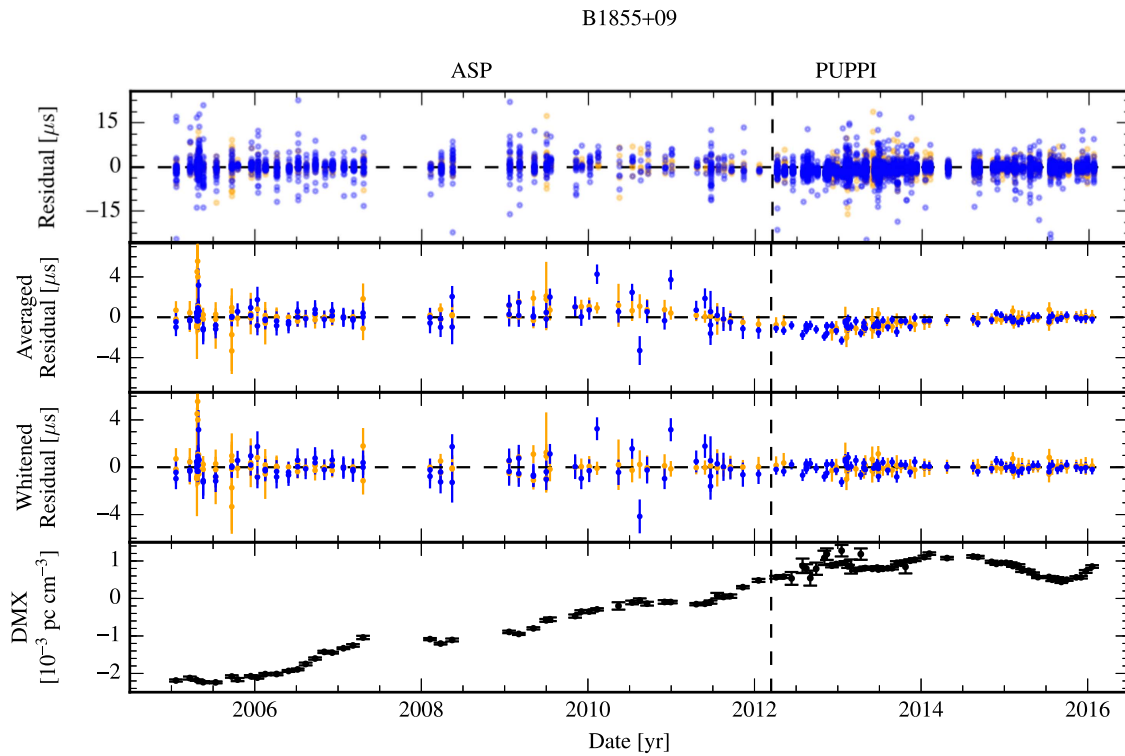 B1855+09
ASP PUPPI
Residual [μs]
15
0
−15
Averaged
Residual [μs]
4
0
−4
Whitened
Residual [μs]
4
0
−4
DMX
[10⁻³ pc cm⁻³]
1
0
−1
−2
2006 2008 2010 2012 2014 2016
Date [yr]